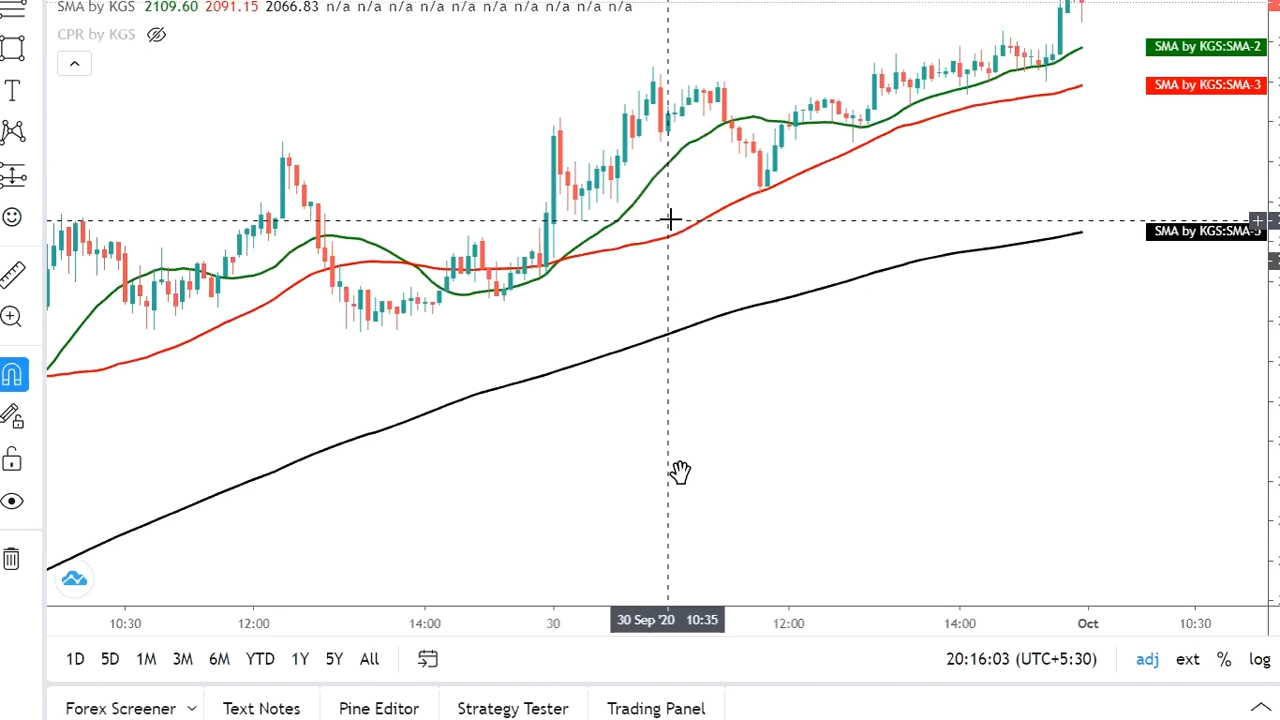 SMA by KGS 2109.60 2091.15 2066.83 n/a n/a n/a n/a n/a n/a n/a n/a n/a n/a
CPR by KGS
SMA by KGS:SMA-2
SMA by KGS:SMA-3
SMA by KGS:SMA-5
10:30 12:00 14:00 30 30 Sep '20 10:35 12:00 14:00 Oct 10:30
1D 5D 1M 3M 6M YTD 1Y 5Y All 20:16:03 (UTC+5:30) adj ext % log
Forex Screener Text Notes Pine Editor Strategy Tester Trading Panel